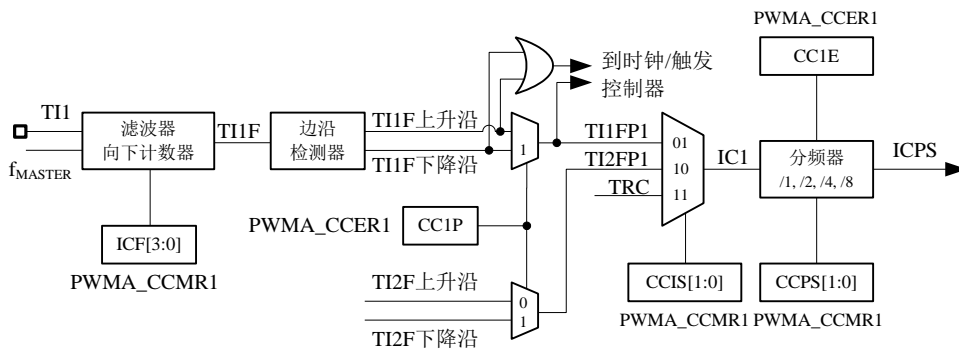 PWMA_CCER1
CC1E
到时钟/触发
控制器
TI1
f_MASTER
滤波器
向下计数器
TI1F
边沿
检测器
TI1F上升沿
TI1F下降沿
1
TI1FP1
TI2FP1
TRC
01
10
11
IC1
分频器
/1, /2, /4, /8
ICPS
PWMA_CCER1
CC1P
ICF[3:0]
PWMA_CCMR1
TI2F上升沿
TI2F下降沿
0
1
CCIS[1:0]
PWMA_CCMR1
CCPS[1:0]
PWMA_CCMR1